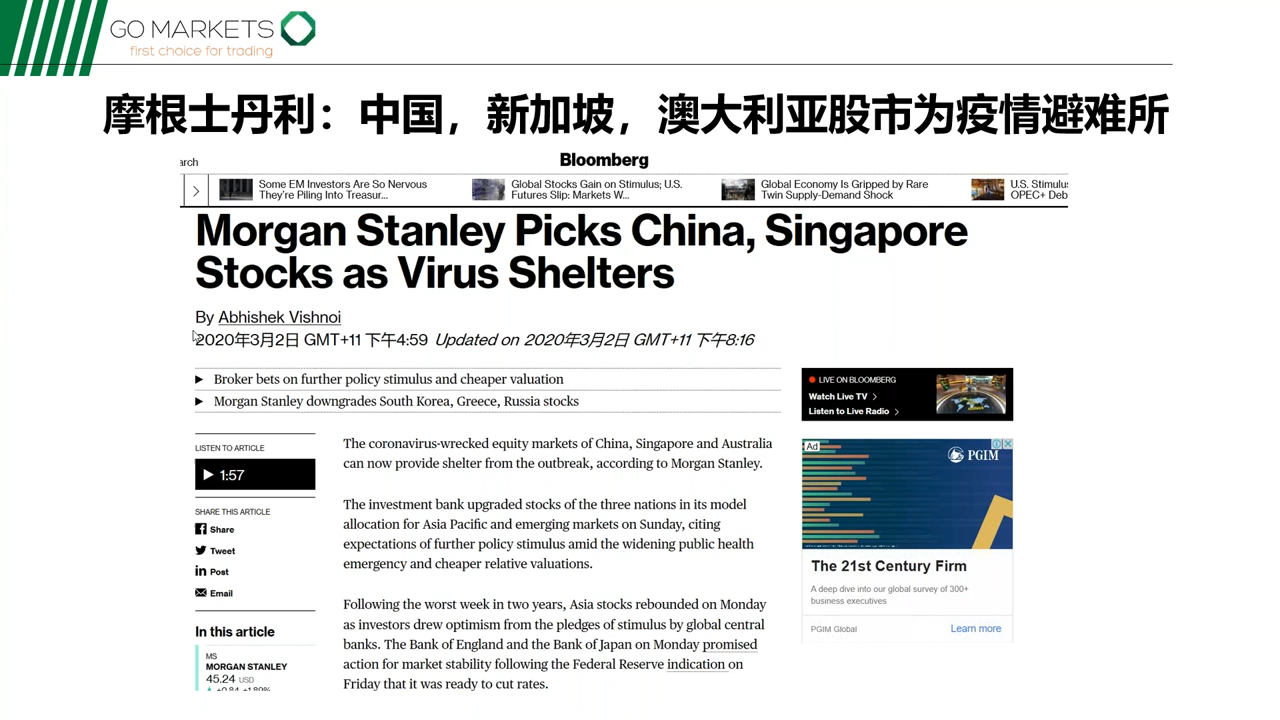 GO MARKETS
first choice for trading
摩根士丹利：中国，新加坡，澳大利亚股市为疫情避难所
arch
Bloomberg
Some EM Investors Are So Nervous
They're Piling Into Treasur...
Global Stocks Gain on Stimulus; U.S.
Futures Slip: Markets W...
Global Economy Is Gripped by Rare
Twin Supply-Demand Shock
U.S. Stimulus
OPEC+ Deb
Morgan Stanley Picks China, Singapore
Stocks as Virus Shelters
By Abhishek Vishnoi
2020年3月2日 GMT+11 下午4:59 Updated on 2020年3月2日 GMT+11 下午8:16
Broker bets on further policy stimulus and cheaper valuation
Morgan Stanley downgrades South Korea, Greece, Russia stocks
LISTEN TO ARTICLE
1:57
SHARE THIS ARTICLE
Share
Tweet
Post
Email
In this article
MS
MORGAN STANLEY
45.24 USD
+0.84 +1.89%
The coronavirus-wrecked equity markets of China, Singapore and Australia
can now provide shelter from the outbreak, according to Morgan Stanley.
The investment bank upgraded stocks of the three nations in its model
allocation for Asia Pacific and emerging markets on Sunday, citing
expectations of further policy stimulus amid the widening public health
emergency and cheaper relative valuations.
Following the worst week in two years, Asia stocks rebounded on Monday
as investors drew optimism from the pledges of stimulus by global central
banks. The Bank of England and the Bank of Japan on Monday promised
action for market stability following the Federal Reserve indication on
Friday that it was ready to cut rates.
LIVE ON BLOOMBERG
Watch Live TV
Listen to Live Radio
Ad
PGIM
The 21st Century Firm
A deep dive into our global survey of 300+
business executives
PGIM Global
Learn more